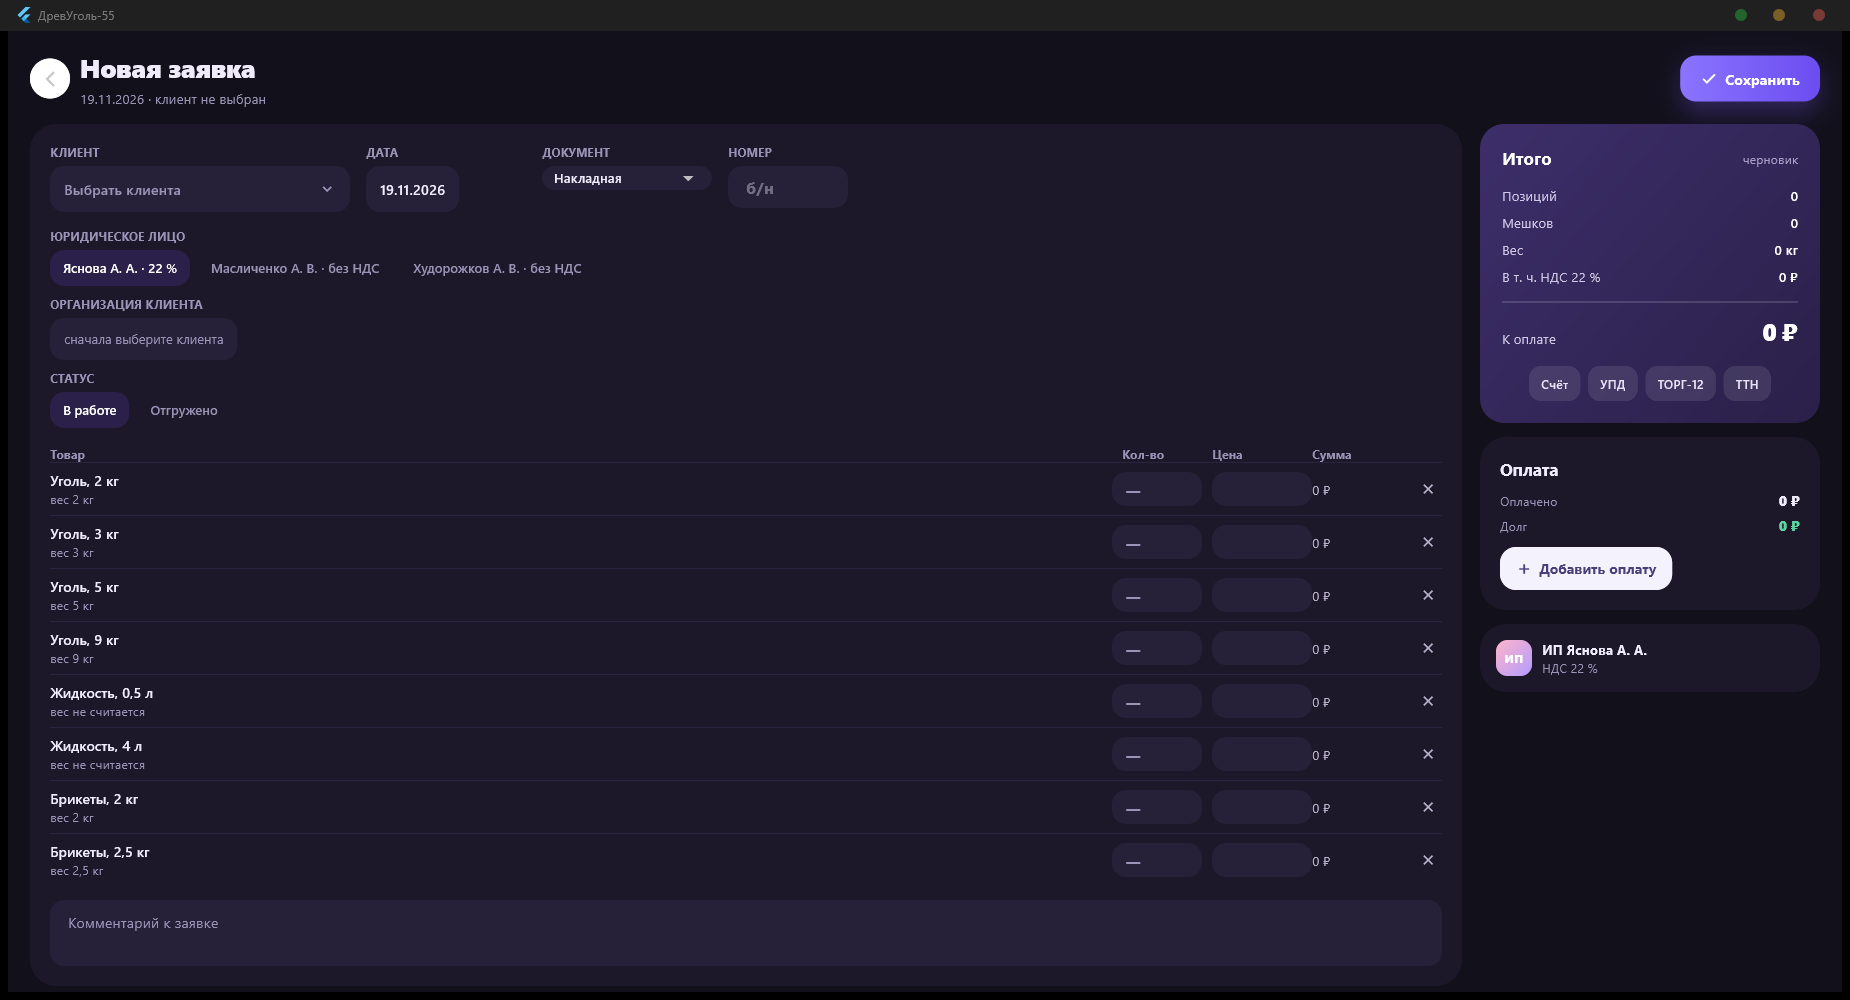 ДревУголь-55
Новая заявка
19.11.2026 · клиент не выбран
Сохранить
КЛИЕНТ
Выбрать клиента
ДАТА
19.11.2026
ДОКУМЕНТ
Накладная
НОМЕР
б/н
ЮРИДИЧЕСКОЕ ЛИЦО
Яснова А. А. · 22 %
Масличенко А. В. · без НДС
Худорожков А. В. · без НДС
ОРГАНИЗАЦИЯ КЛИЕНТА
сначала выберите клиента
СТАТУС
В работе
Отгружено
Товар Кол-во Цена Сумма
Уголь, 2 кг
вес 2 кг
— 0 ₽
Уголь, 3 кг
вес 3 кг
— 0 ₽
Уголь, 5 кг
вес 5 кг
— 0 ₽
Уголь, 9 кг
вес 9 кг
— 0 ₽
Жидкость, 0,5 л
вес не считается
— 0 ₽
Жидкость, 4 л
вес не считается
— 0 ₽
Брикеты, 2 кг
вес 2 кг
— 0 ₽
Брикеты, 2,5 кг
вес 2,5 кг
— 0 ₽
Комментарий к заявке
Итого черновик
Позиций 0
Мешков 0
Вес 0 кг
В т. ч. НДС 22 % 0 ₽
К оплате 0 ₽
Счёт УПД ТОРГ-12 ТТН
Оплата
Оплачено 0 ₽
Долг 0 ₽
+ Добавить оплату
ИП
ИП Яснова А. А.
НДС 22 %